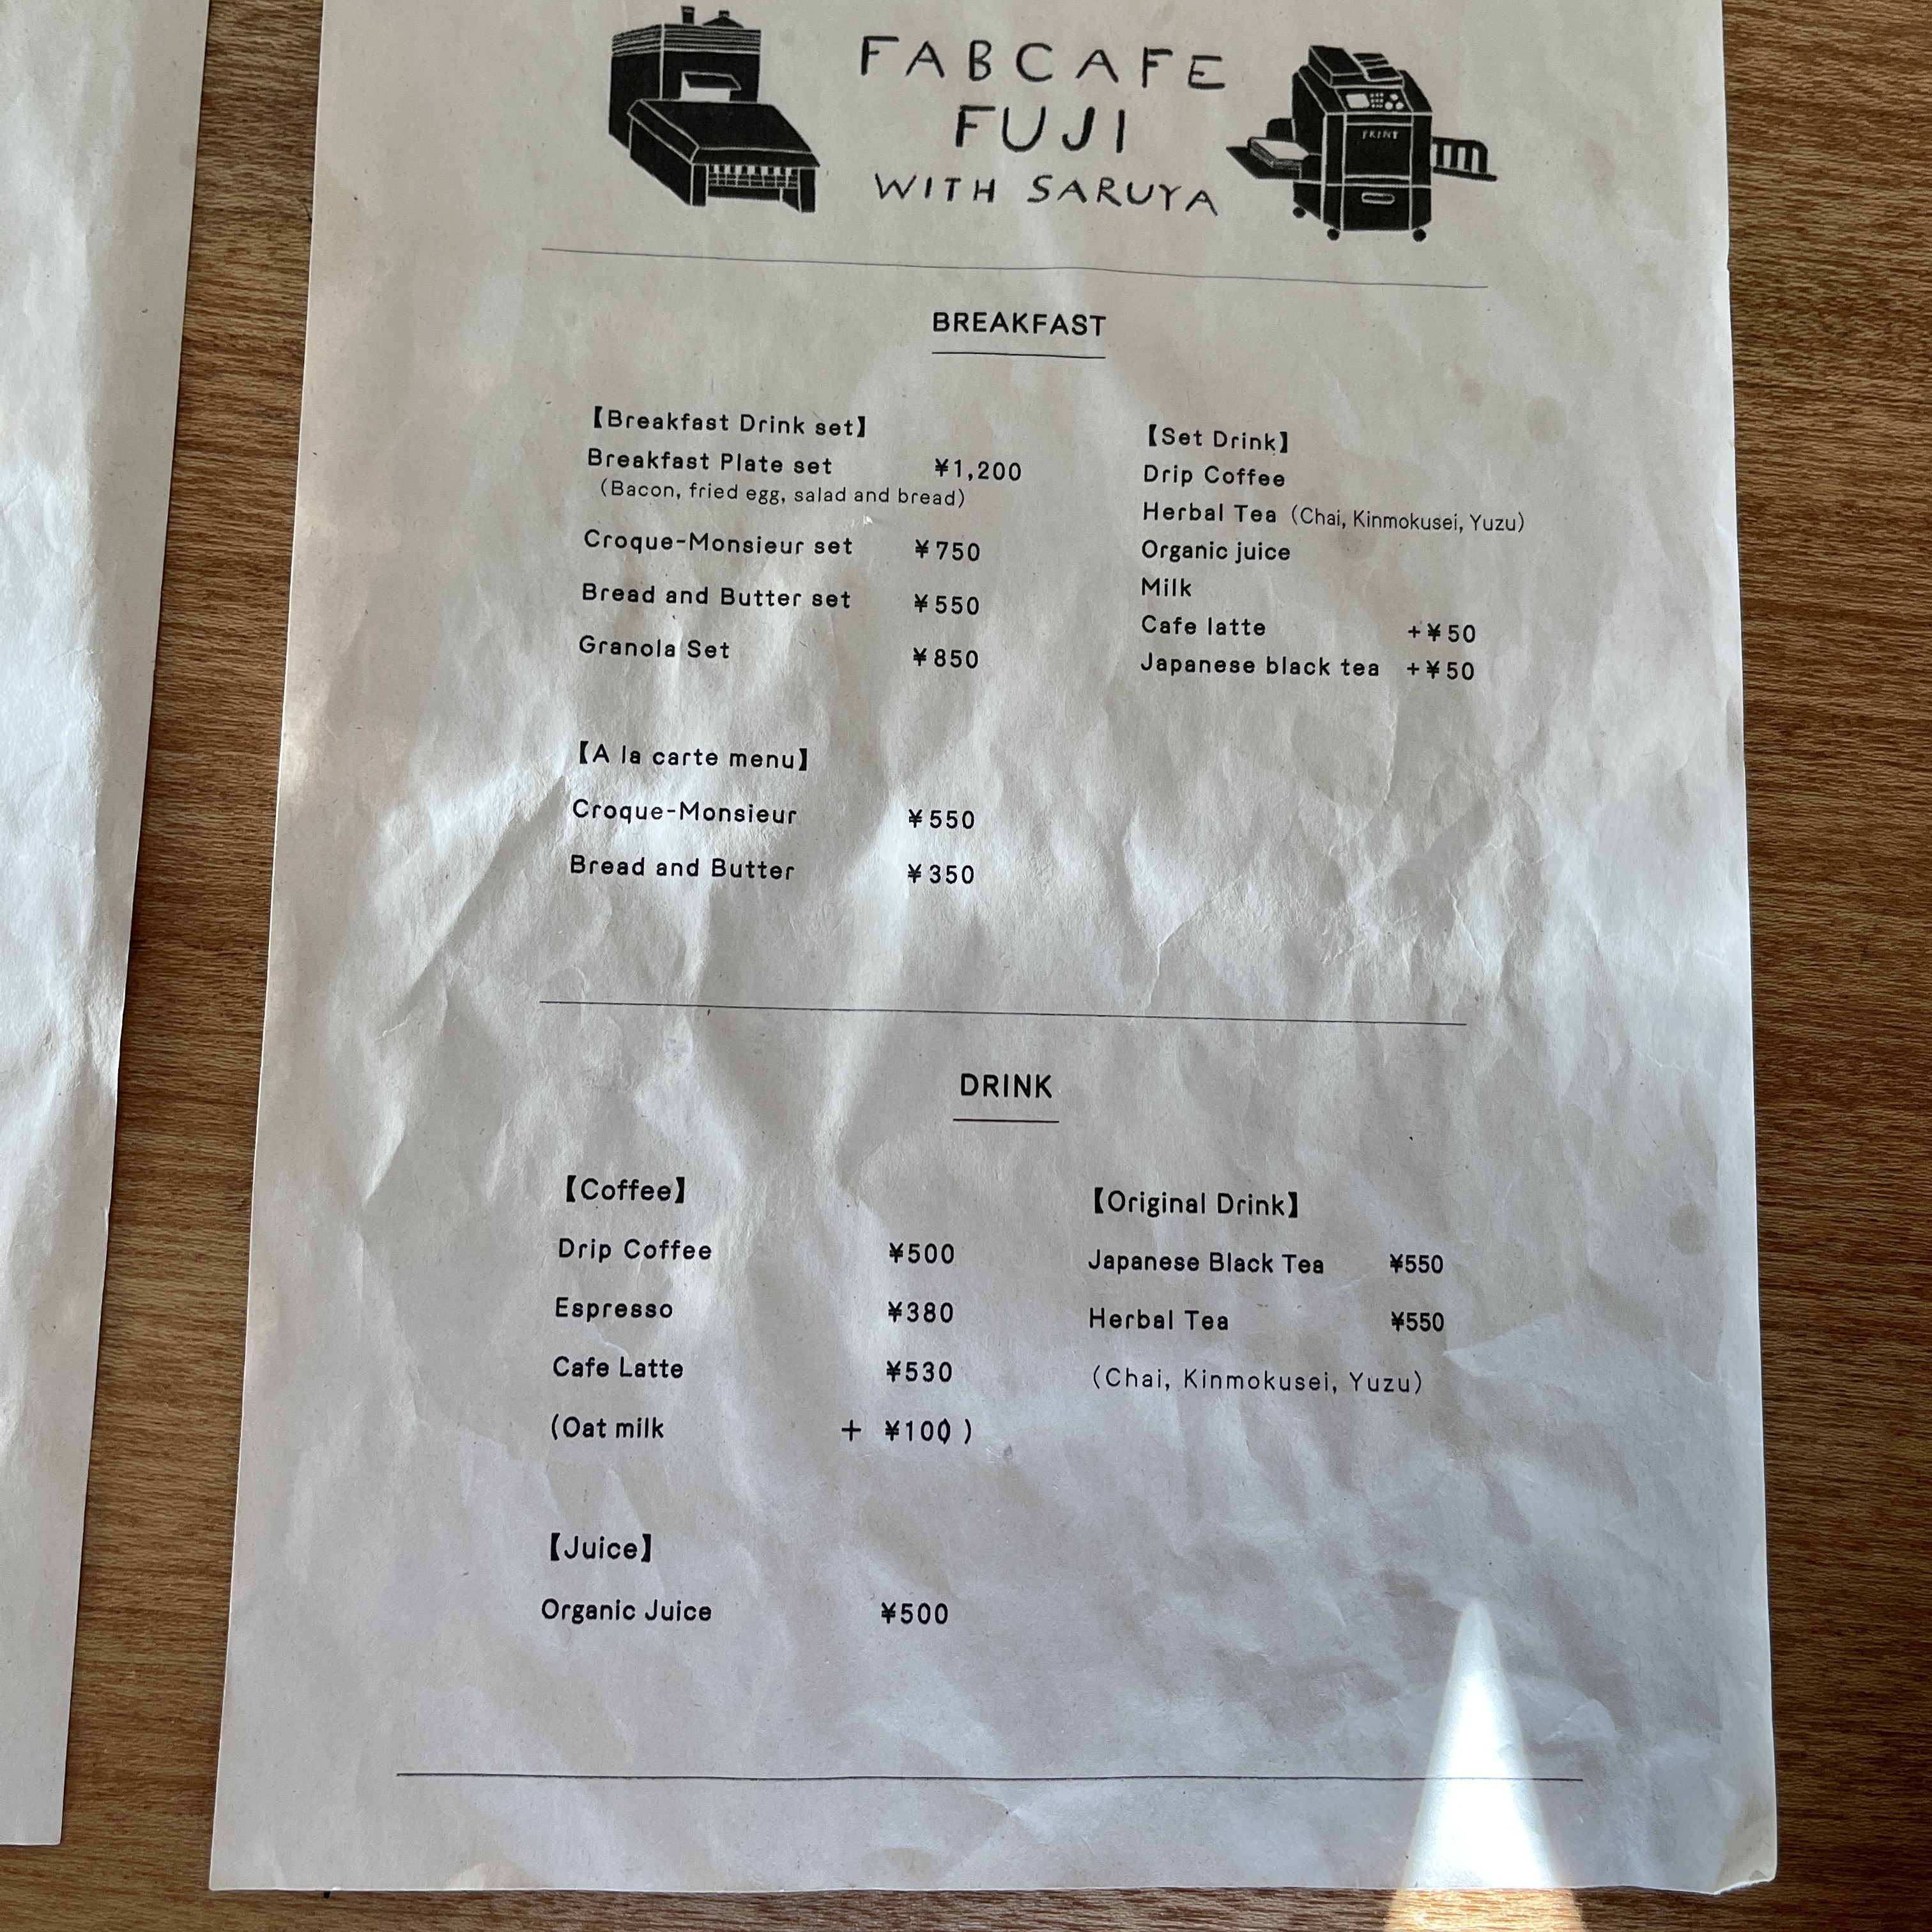 FABCAFE
FUJI
WITH SARUYA
PRINT
BREAKFAST
【Breakfast Drink set】
Breakfast Plate set ¥1,200
(Bacon, fried egg, salad and bread)
Croque-Monsieur set ¥750
Bread and Butter set ¥550
Granola Set ¥850
【Set Drink】
Drip Coffee
Herbal Tea (Chai, Kinmokusei, Yuzu)
Organic juice
Milk
Cafe latte +¥50
Japanese black tea +¥50
【A la carte menu】
Croque-Monsieur ¥550
Bread and Butter ¥350
DRINK
【Coffee】
Drip Coffee ¥500
Espresso ¥380
Cafe Latte ¥530
(Oat milk + ¥100 )
【Original Drink】
Japanese Black Tea ¥550
Herbal Tea ¥550
(Chai, Kinmokusei, Yuzu)
【Juice】
Organic Juice ¥500